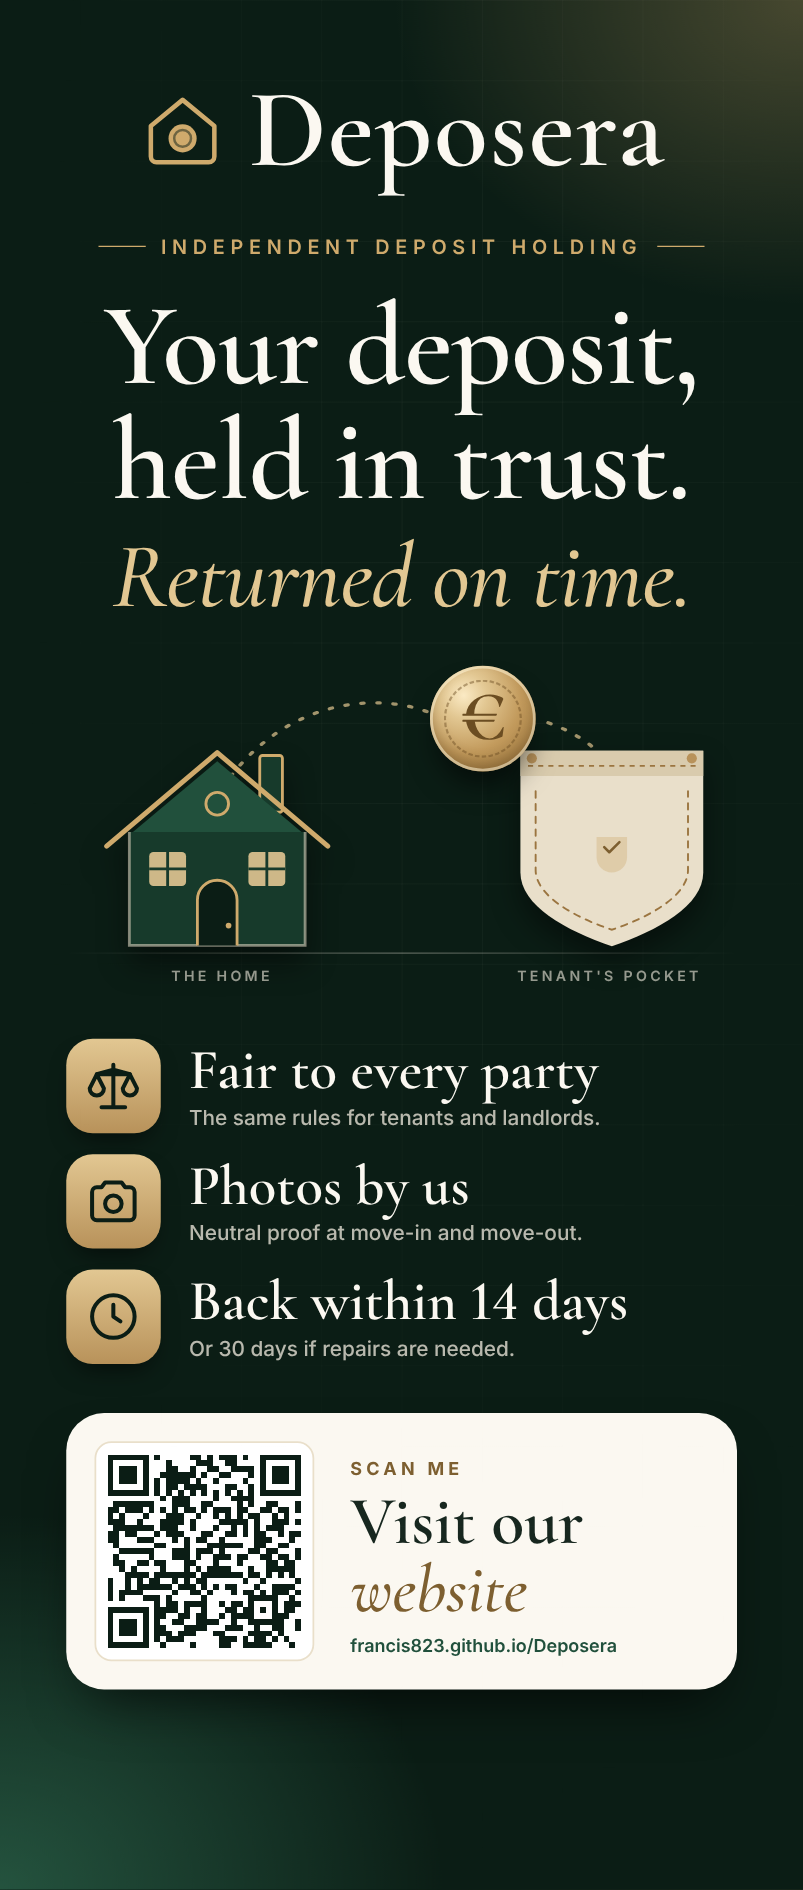 Deposera
INDEPENDENT DEPOSIT HOLDING
Your deposit,
held in trust.
Returned on time.
€
THE HOME
TENANT'S POCKET
Fair to every party
The same rules for tenants and landlords.
Photos by us
Neutral proof at move-in and move-out.
Back within 14 days
Or 30 days if repairs are needed.
SCAN ME
Visit our
website
francis823.github.io/Deposera